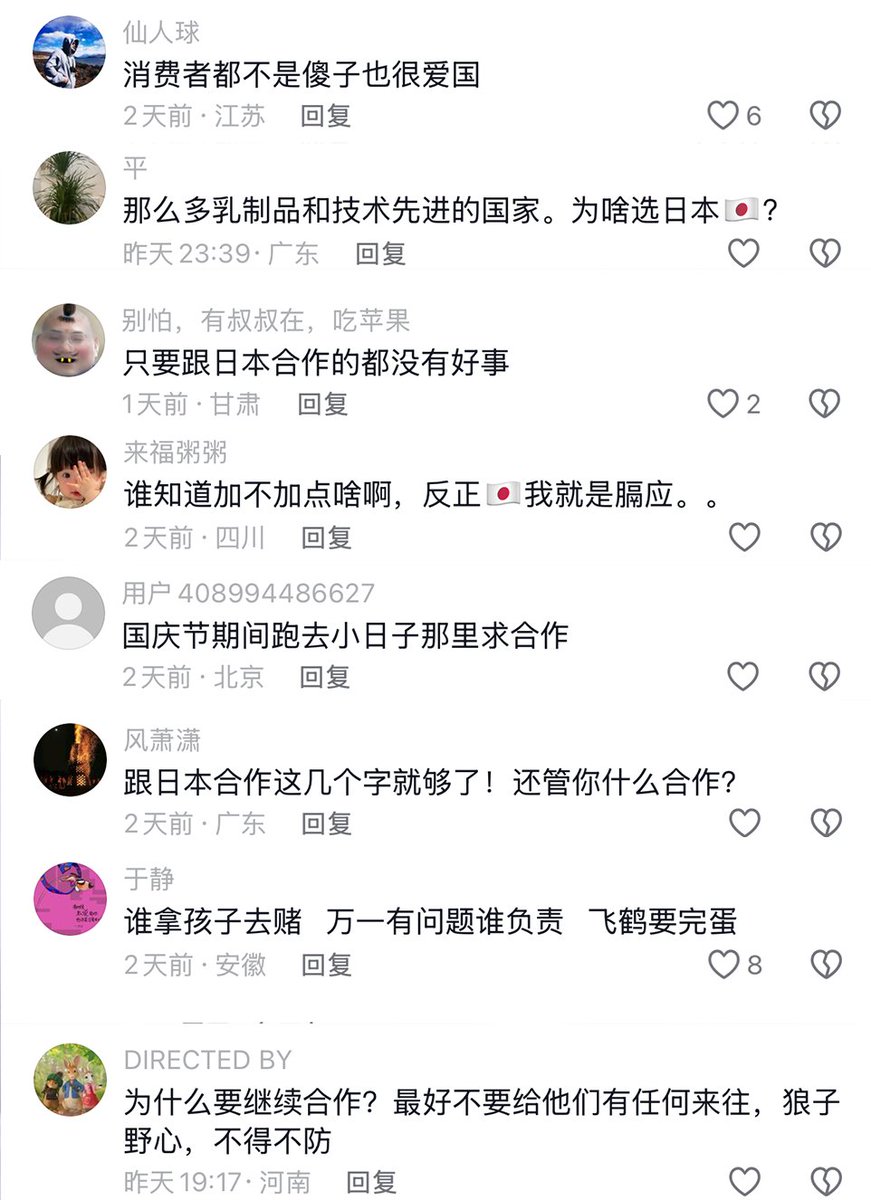 仙人球
消费者都不是傻子也很爱国
2天前·江苏 回复 6
平
那么多乳制品和技术先进的国家。为啥选日本🇯🇵?
昨天23:39·广东 回复
别怕，有叔叔在，吃苹果
只要跟日本合作的都没有好事
1天前·甘肃 回复 2
来福粥粥
谁知道加不加点啥啊，反正🇯🇵我就是膈应。。
2天前·四川 回复
用户408994486627
国庆节期间跑去小日子那里求合作
2天前·北京 回复
风萧潇
跟日本合作这几个字就够了！还管你什么合作?
2天前·广东 回复
于静
谁拿孩子去赌 万一有问题谁负责 飞鹤要完蛋
2天前·安徽 回复 8
DIRECTED BY
为什么要继续合作？最好不要给他们有任何来往，狼子
野心，不得不防
昨天19:17·河南 回复